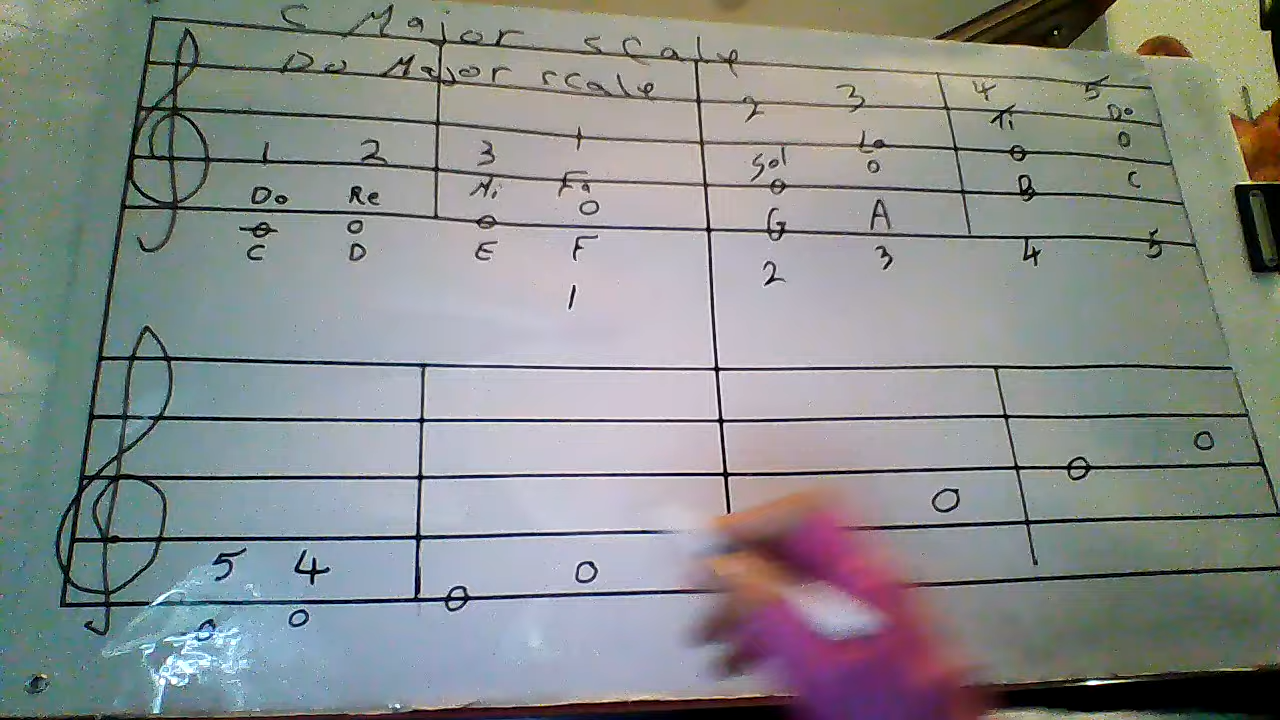 C Major scale
Do Major scale
1 2 3 1 2 3 4 5
Do Re Mi Fa Sol La Ti Do
C D E F G A B C
1 2 3 4 5
5 4